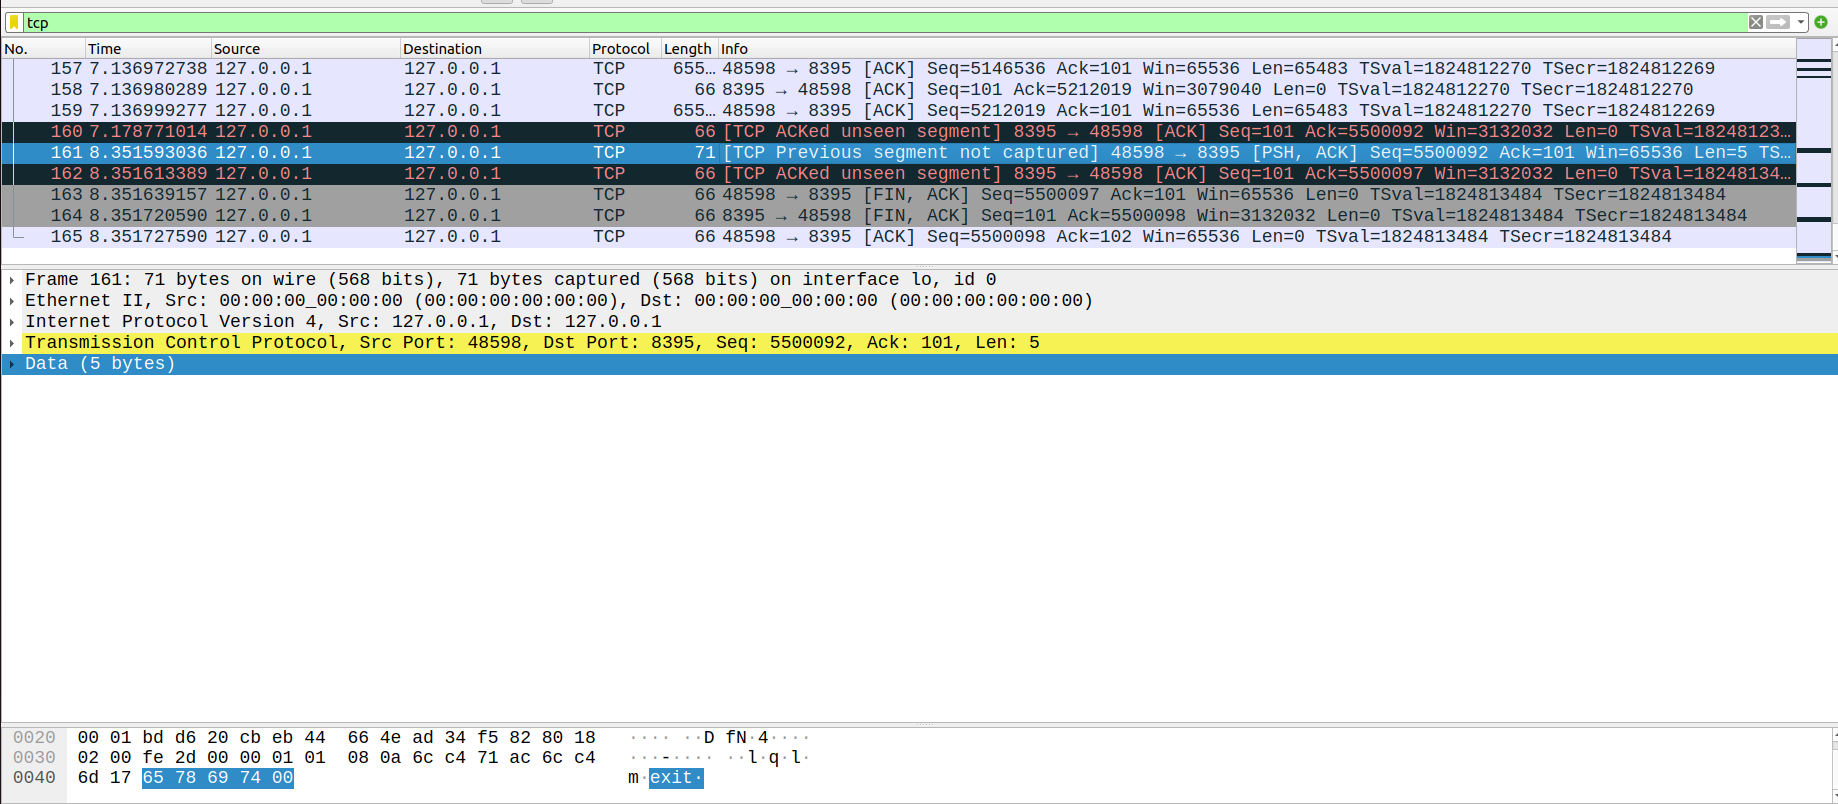 tcp
No. Time Source Destination Protocol Length Info
157 7.136972738 127.0.0.1 127.0.0.1 TCP 655… 48598 → 8395 [ACK] Seq=5146536 Ack=101 Win=65536 Len=65483 TSval=1824812270 TSecr=1824812269
158 7.136980289 127.0.0.1 127.0.0.1 TCP 66 8395 → 48598 [ACK] Seq=101 Ack=5212019 Win=3079040 Len=0 TSval=1824812270 TSecr=1824812270
159 7.136999277 127.0.0.1 127.0.0.1 TCP 655… 48598 → 8395 [ACK] Seq=5212019 Ack=101 Win=65536 Len=65483 TSval=1824812270 TSecr=1824812269
160 7.178771014 127.0.0.1 127.0.0.1 TCP 66 [TCP ACKed unseen segment] 8395 → 48598 [ACK] Seq=101 Ack=5500092 Win=3132032 Len=0 TSval=18248123…
161 8.351593036 127.0.0.1 127.0.0.1 TCP 71 [TCP Previous segment not captured] 48598 → 8395 [PSH, ACK] Seq=5500092 Ack=101 Win=65536 Len=5 TS…
162 8.351613389 127.0.0.1 127.0.0.1 TCP 66 [TCP ACKed unseen segment] 8395 → 48598 [ACK] Seq=101 Ack=5500097 Win=3132032 Len=0 TSval=18248134…
163 8.351639157 127.0.0.1 127.0.0.1 TCP 66 48598 → 8395 [FIN, ACK] Seq=5500097 Ack=101 Win=65536 Len=0 TSval=1824813484 TSecr=1824813484
164 8.351720590 127.0.0.1 127.0.0.1 TCP 66 8395 → 48598 [FIN, ACK] Seq=101 Ack=5500098 Win=3132032 Len=0 TSval=1824813484 TSecr=1824813484
165 8.351727590 127.0.0.1 127.0.0.1 TCP 66 48598 → 8395 [ACK] Seq=5500098 Ack=102 Win=65536 Len=0 TSval=1824813484 TSecr=1824813484
Frame 161: 71 bytes on wire (568 bits), 71 bytes captured (568 bits) on interface lo, id 0
Ethernet II, Src: 00:00:00_00:00:00 (00:00:00:00:00:00), Dst: 00:00:00_00:00:00 (00:00:00:00:00:00)
Internet Protocol Version 4, Src: 127.0.0.1, Dst: 127.0.0.1
Transmission Control Protocol, Src Port: 48598, Dst Port: 8395, Seq: 5500092, Ack: 101, Len: 5
Data (5 bytes)
0020 00 01 bd d6 20 cb eb 44 66 4e ad 34 f5 82 80 18 ···· ··D fN·4····
0030 02 00 fe 2d 00 00 01 01 08 0a 6c c4 71 ac 6c c4 ···-···· ··l·q·l·
0040 6d 17 65 78 69 74 00 m·exit·